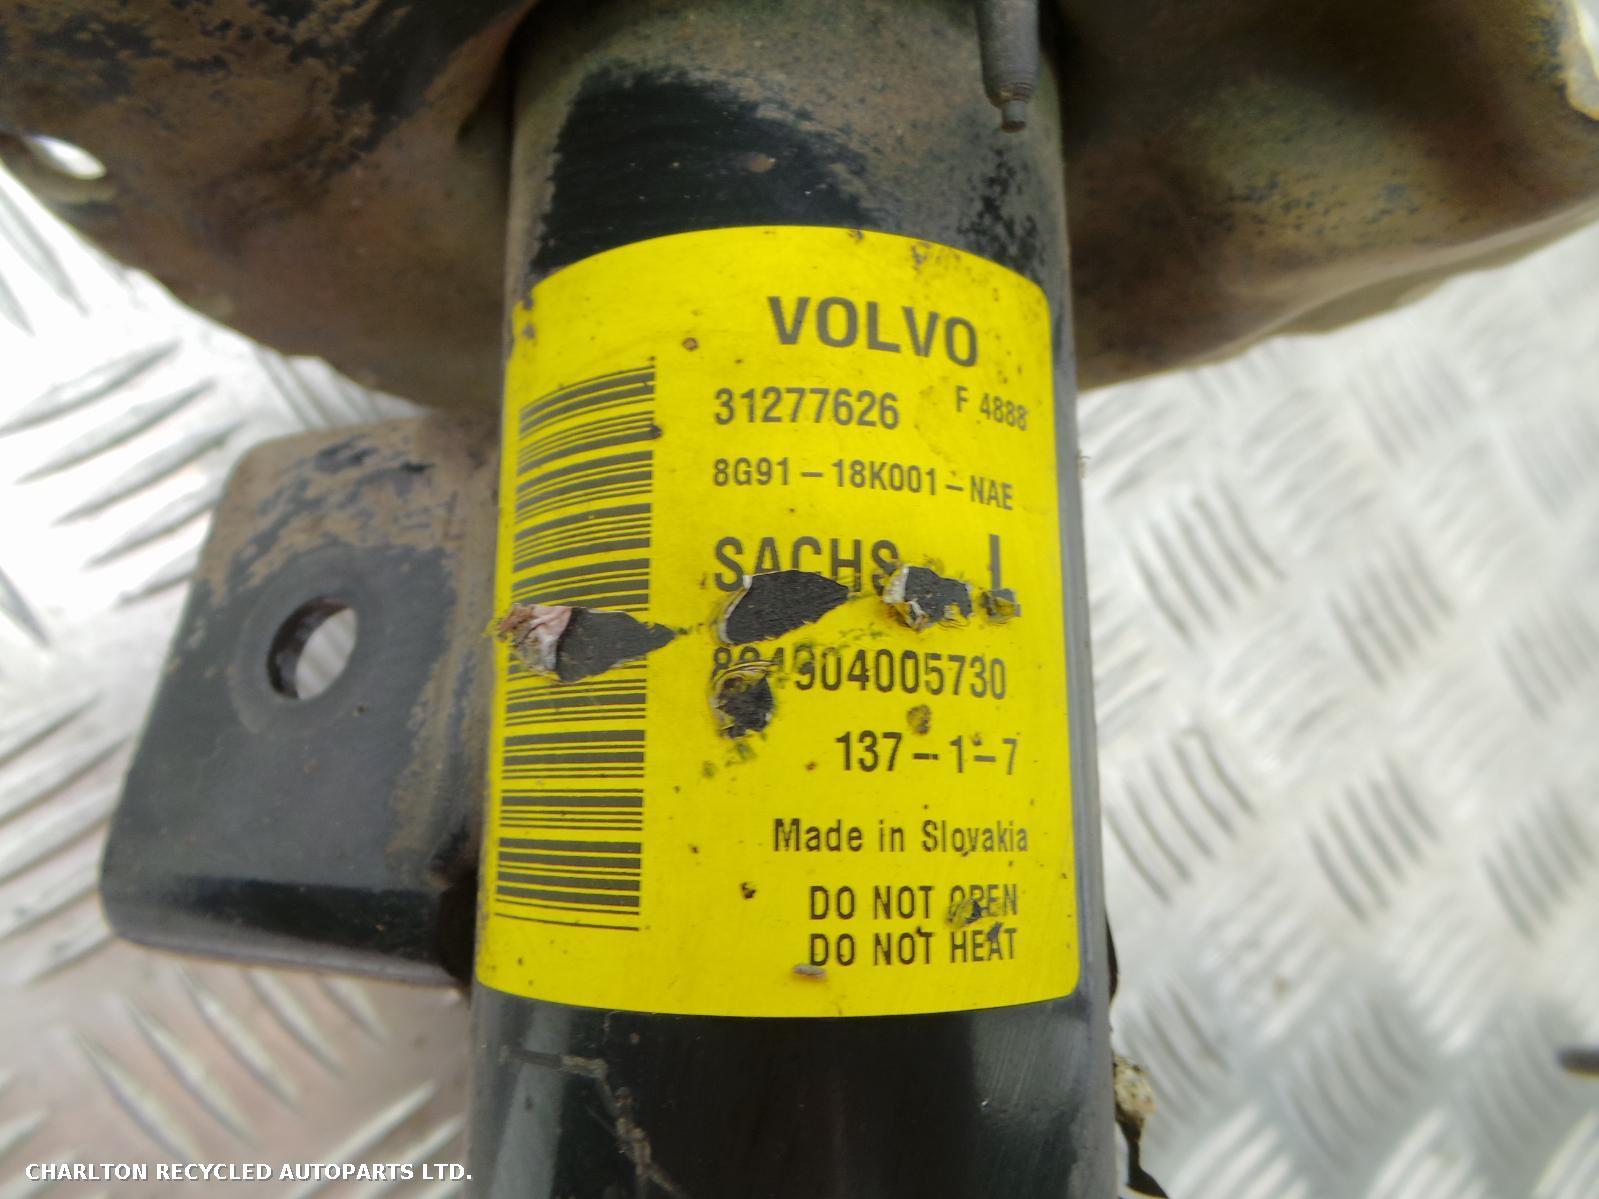 VOLVO
31277626 F 4888
8G91-18K001-NAE
SACHS L
804904005730
137-1-7
Made in Slovakia
DO NOT OPEN
DO NOT HEAT
CHARLTON RECYCLED AUTOPARTS LTD.